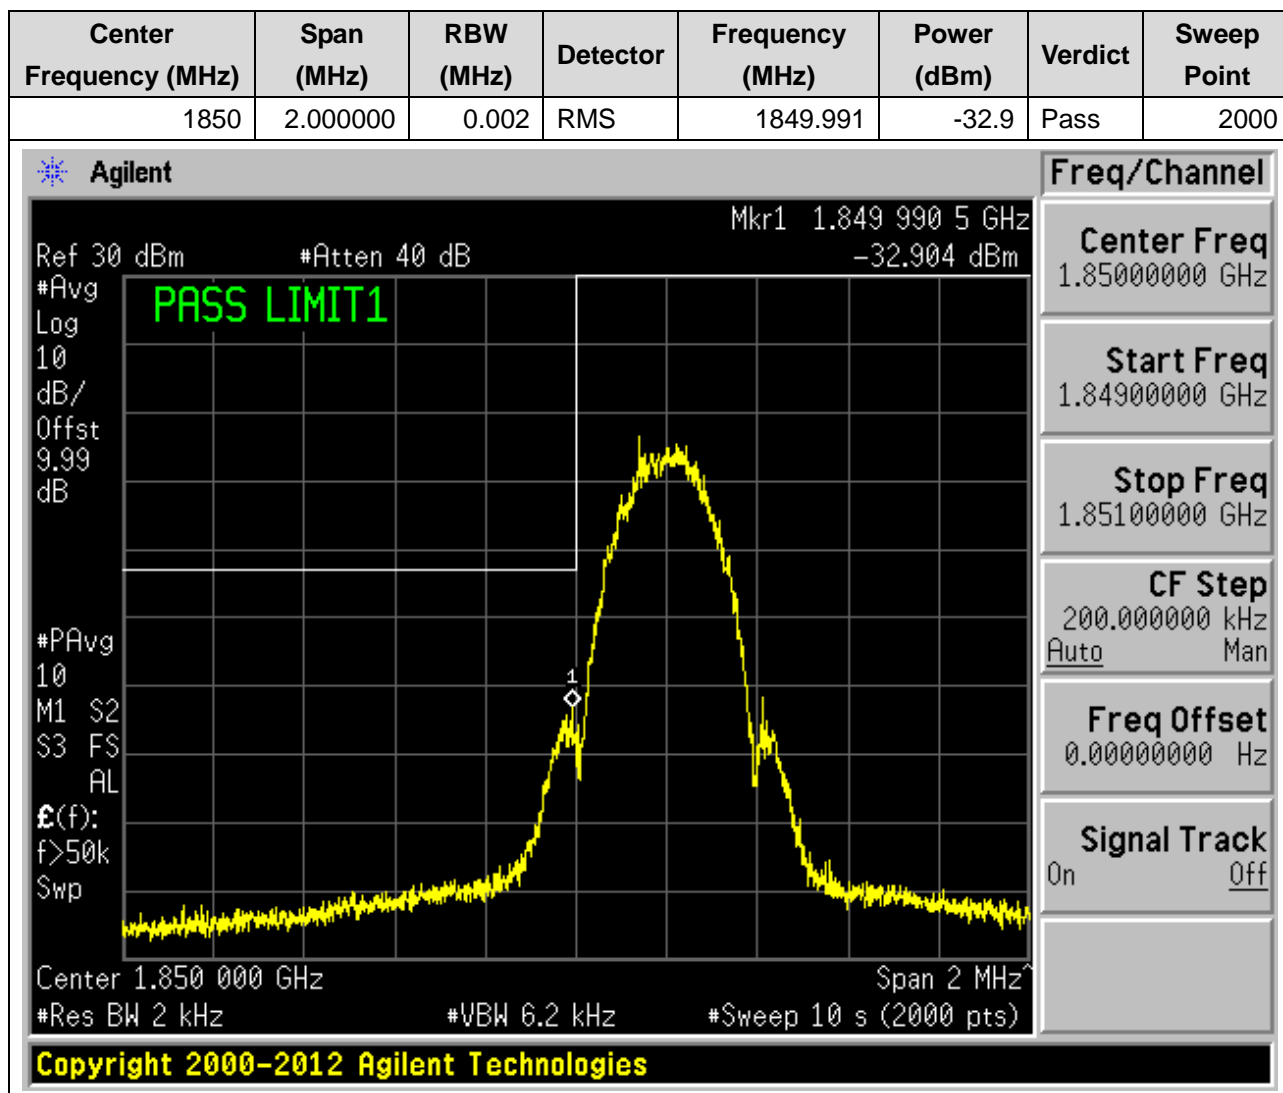 Center Frequency (MHz) Span (MHz) RBW (MHz) Detector Frequency (MHz) Power (dBm) Verdict Sweep Point
1850 2.000000 0.002 RMS 1849.991 -32.9 Pass 2000
Agilent
Freq/Channel
Mkr1 1.849 990 5 GHz
Ref 30 dBm #Atten 40 dB -32.904 dBm
#Avg
Log
10
dB/
Offst
9.99
dB
PASS LIMIT1
#PAvg
10
M1 S2
S3 FS
AL
£(f):
f>50k
Swp
1
Center 1.850 000 GHz Span 2 MHz^
#Res BW 2 kHz #VBW 6.2 kHz #Sweep 10 s (2000 pts)
Center Freq
1.85000000 GHz
Start Freq
1.84900000 GHz
Stop Freq
1.85100000 GHz
CF Step
200.000000 kHz
Auto Man
Freq Offset
0.00000000 Hz
Signal Track
On Off
Copyright 2000-2012 Agilent Technologies